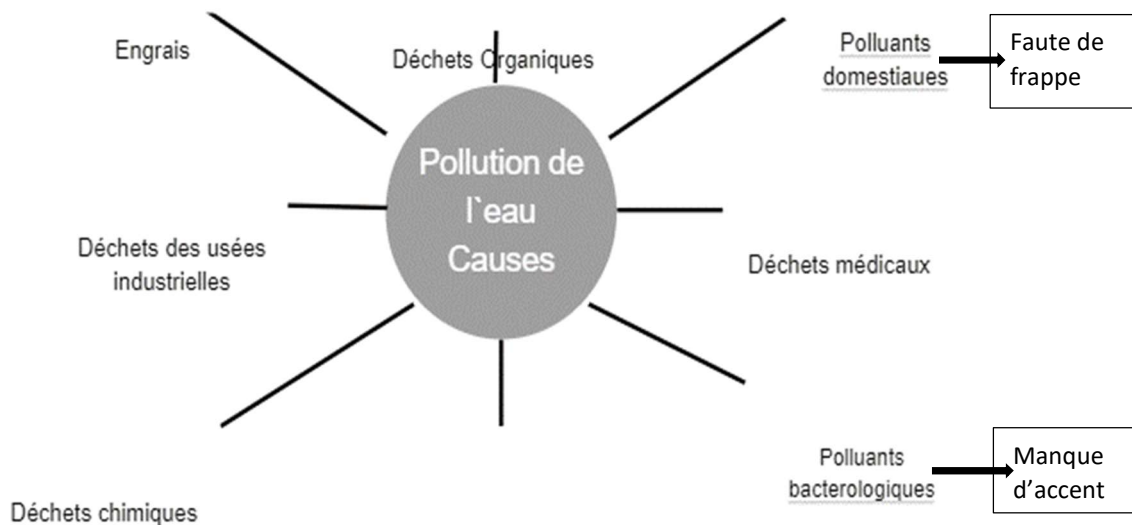 Engrais
Déchets Organiques
Polluants
domestiaues
Faute de
frappe
Pollution de
l`eau
Causes
Déchets des usées
industrielles
Déchets médicaux
Polluants
bacterologiques
Manque
d’accent
Déchets chimiques